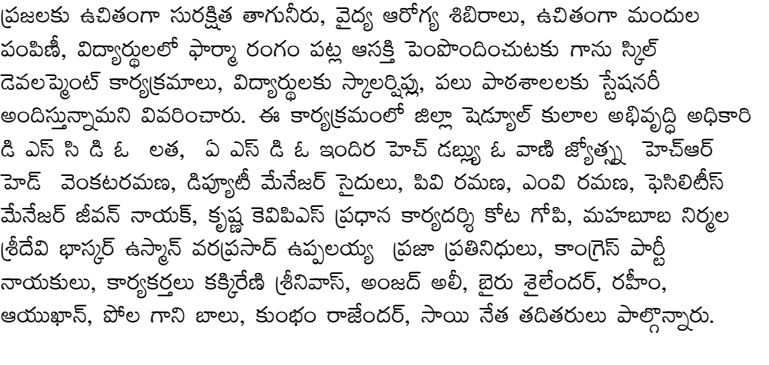 ప్రజలకు ఉచితంగా సురక్షిత తాగునీరు, వైద్య ఆరోగ్య శిబిరాలు, ఉచితంగా మందుల
పంపిణీ, విద్యార్థులలో ఫార్మా రంగం పట్ల ఆసక్తి పెంపొందించుటకు గాను స్కిల్
డెవలప్మెంట్ కార్యక్రమాలు, విద్యార్థులకు స్కాలర్షిప్లు, పలు పాఠశాలలకు స్టేషనరీ
అందిస్తున్నామని వివరించారు. ఈ కార్యక్రమంలో జిల్లా షెడ్యూల్ కులాల అభివృద్ధి అధికారి
డి ఎస్ సి డి ఓ లత, ఏ ఎస్ డి ఓ ఇందిర హెచ్ డబ్ల్యు ఓ వాణి జ్యోత్స్న హెచ్ఆర్
హెడ్ వెంకటరమణ, డిప్యూటీ మేనేజర్ సైదులు, పివి రమణ, ఎంవి రమణ, ఫెసిలిటీస్
మేనేజర్ జీవన్ నాయక్, కృష్ణ కెవిపిఎస్ ప్రధాన కార్యదర్శి కోట గోపి, మహబూబ నిర్మల
శ్రీదేవి భాస్కర్ ఉస్మాన్ వరప్రసాద్ ఉప్పలయ్య ప్రజా ప్రతినిధులు, కాంగ్రెస్ పార్టీ
నాయకులు, కార్యకర్తలు కక్కిరేణి శ్రీనివాస్, అంజద్ అలీ, బైరు శైలేందర్, రహీం,
ఆయుఖాన్, పోల గాని బాలు, కుంభం రాజేందర్, సాయి నేత తదితరులు పాల్గొన్నారు.